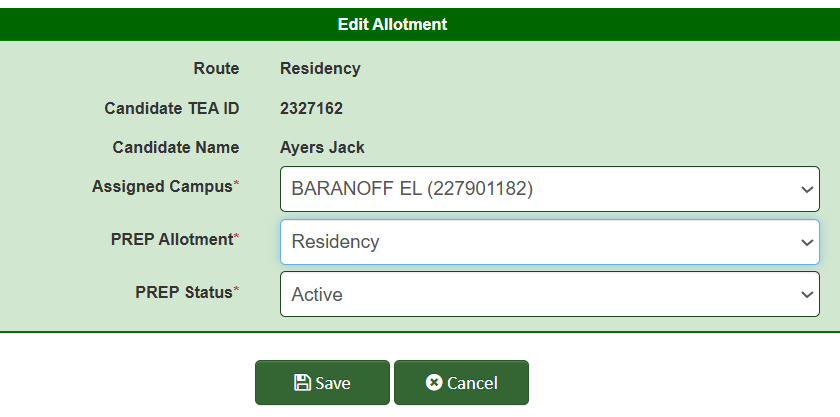 Edit Allotment
Route Residency
Candidate TEA ID 2327162
Candidate Name Ayers Jack
Assigned Campus* BARANOFF EL (227901182)
PREP Allotment* Residency
PREP Status* Active
Save Cancel